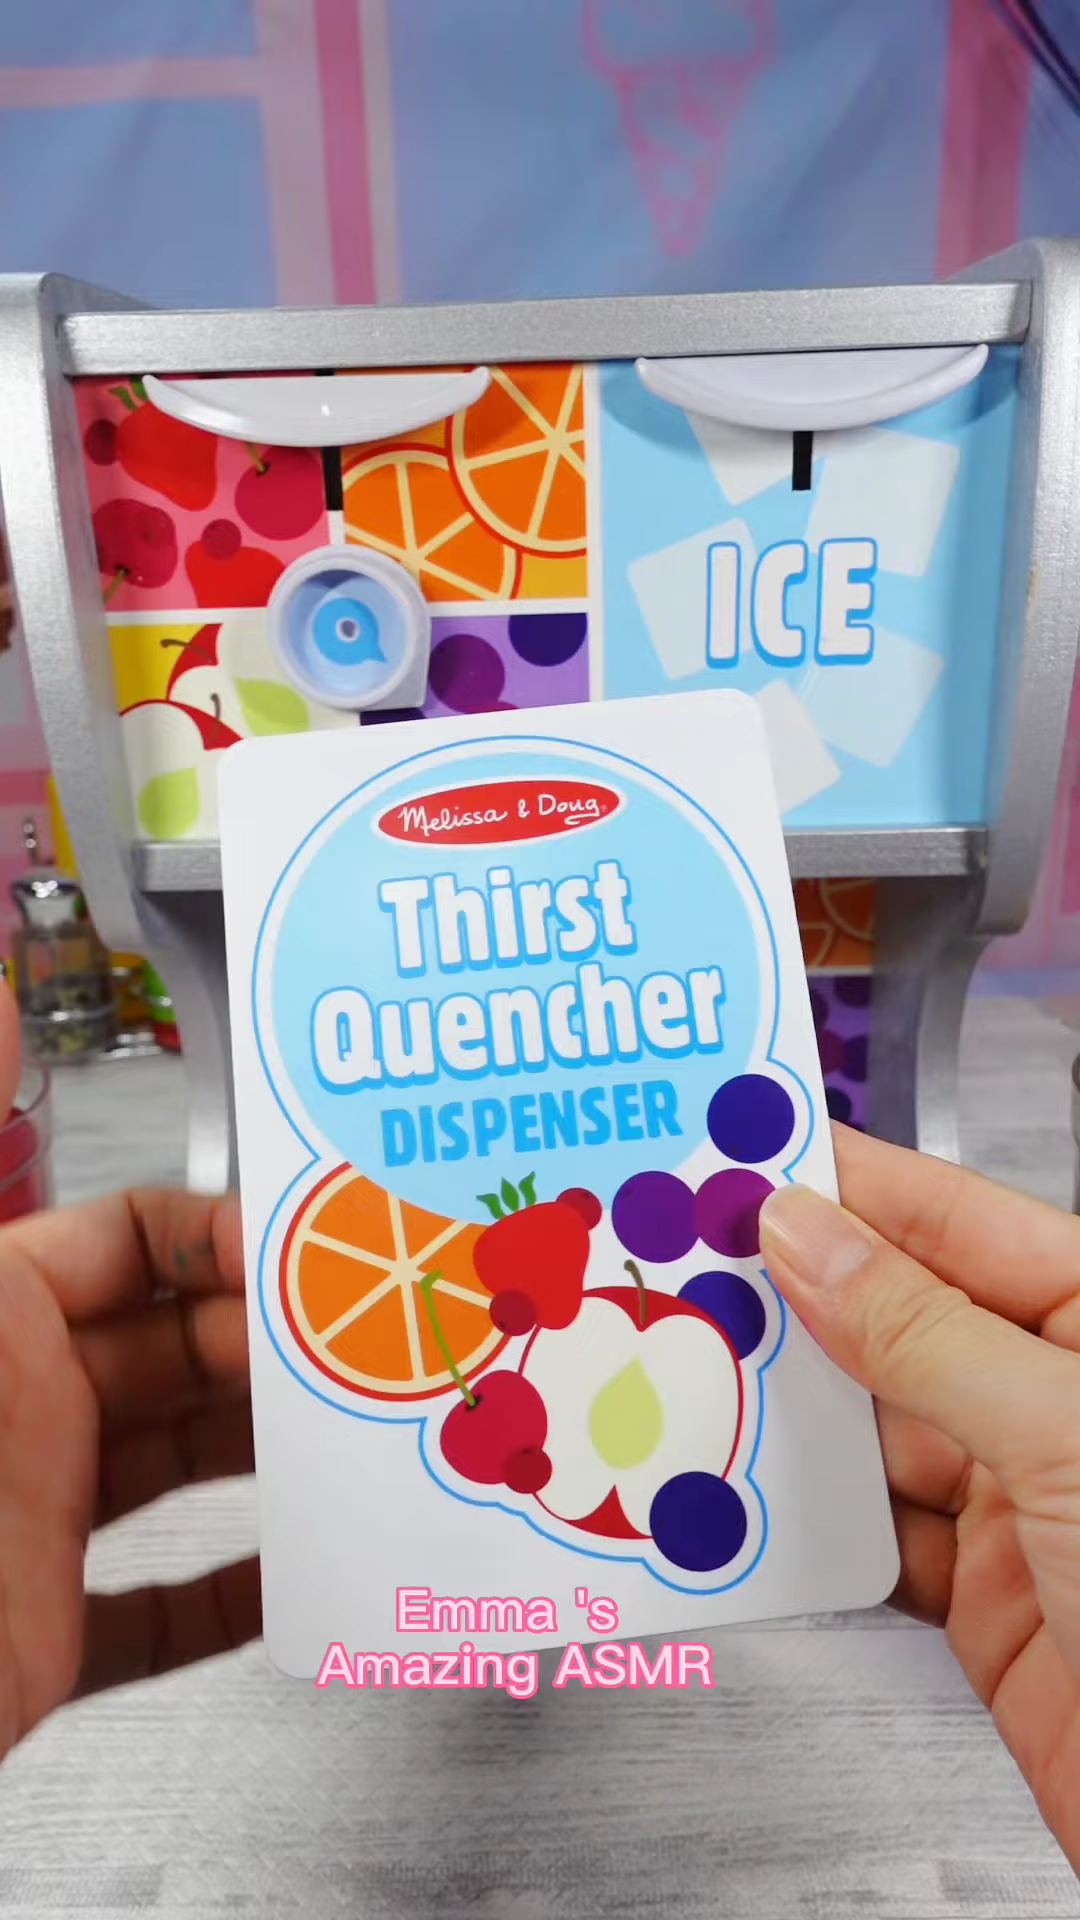 ICE
Melissa & Doug
Thirst
Quencher
DISPENSER
Emma 's
Amazing ASMR